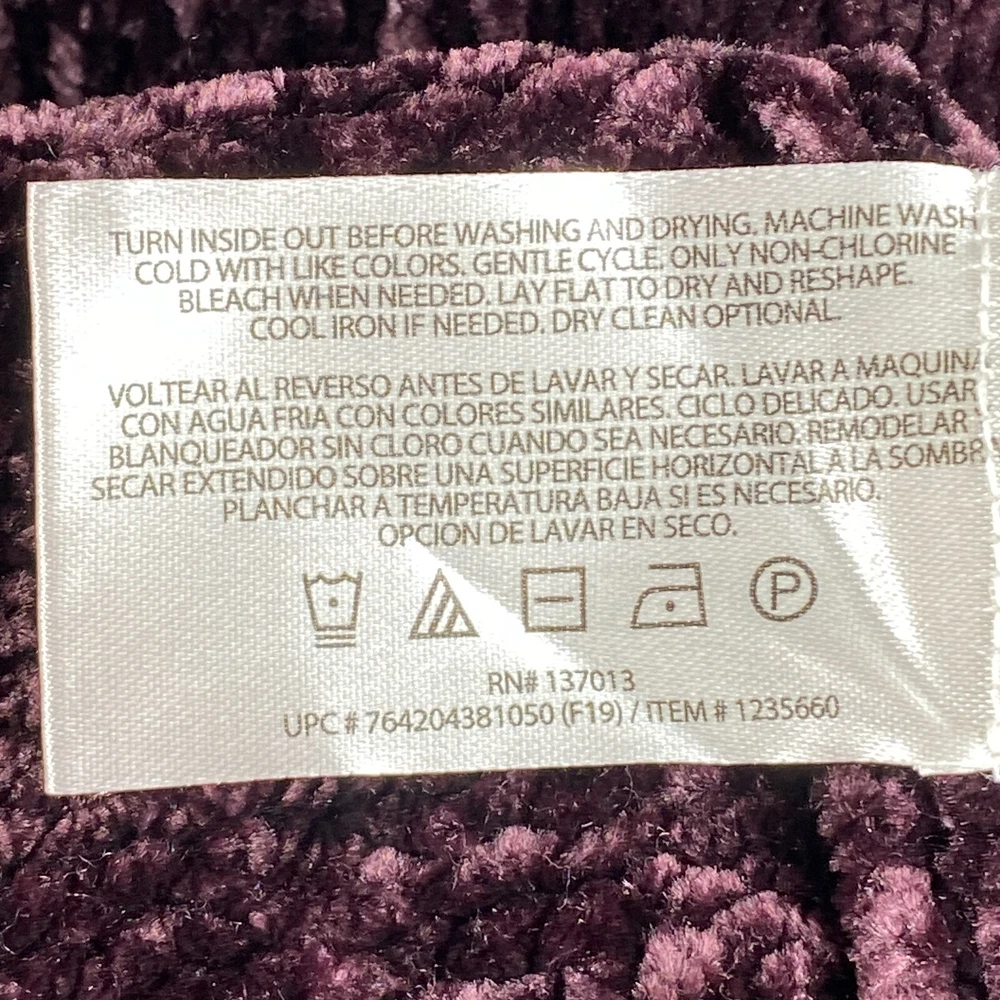 TURN INSIDE OUT BEFORE WASHING AND DRYING. MACHINE WASH
COLD WITH LIKE COLORS. GENTLE CYCLE. ONLY NON-CHLORINE
BLEACH WHEN NEEDED. LAY FLAT TO DRY AND RESHAPE.
COOL IRON IF NEEDED. DRY CLEAN OPTIONAL.
VOLTEAR AL REVERSO ANTES DE LAVAR Y SECAR. LAVAR A MAQUINA
CON AGUA FRIA CON COLORES SIMILARES. CICLO DELICADO. USAR
BLANQUEADOR SIN CLORO CUANDO SEA NECESARIO. REMODELAR Y
SECAR EXTENDIDO SOBRE UNA SUPERFICIE HORIZONTAL A LA SOMBR
PLANCHAR A TEMPERATURA BAJA SI ES NECESARIO.
OPCION DE LAVAR EN SECO.
P
RN# 137013
UPC # 764204381050 (F19) / ITEM # 1235660